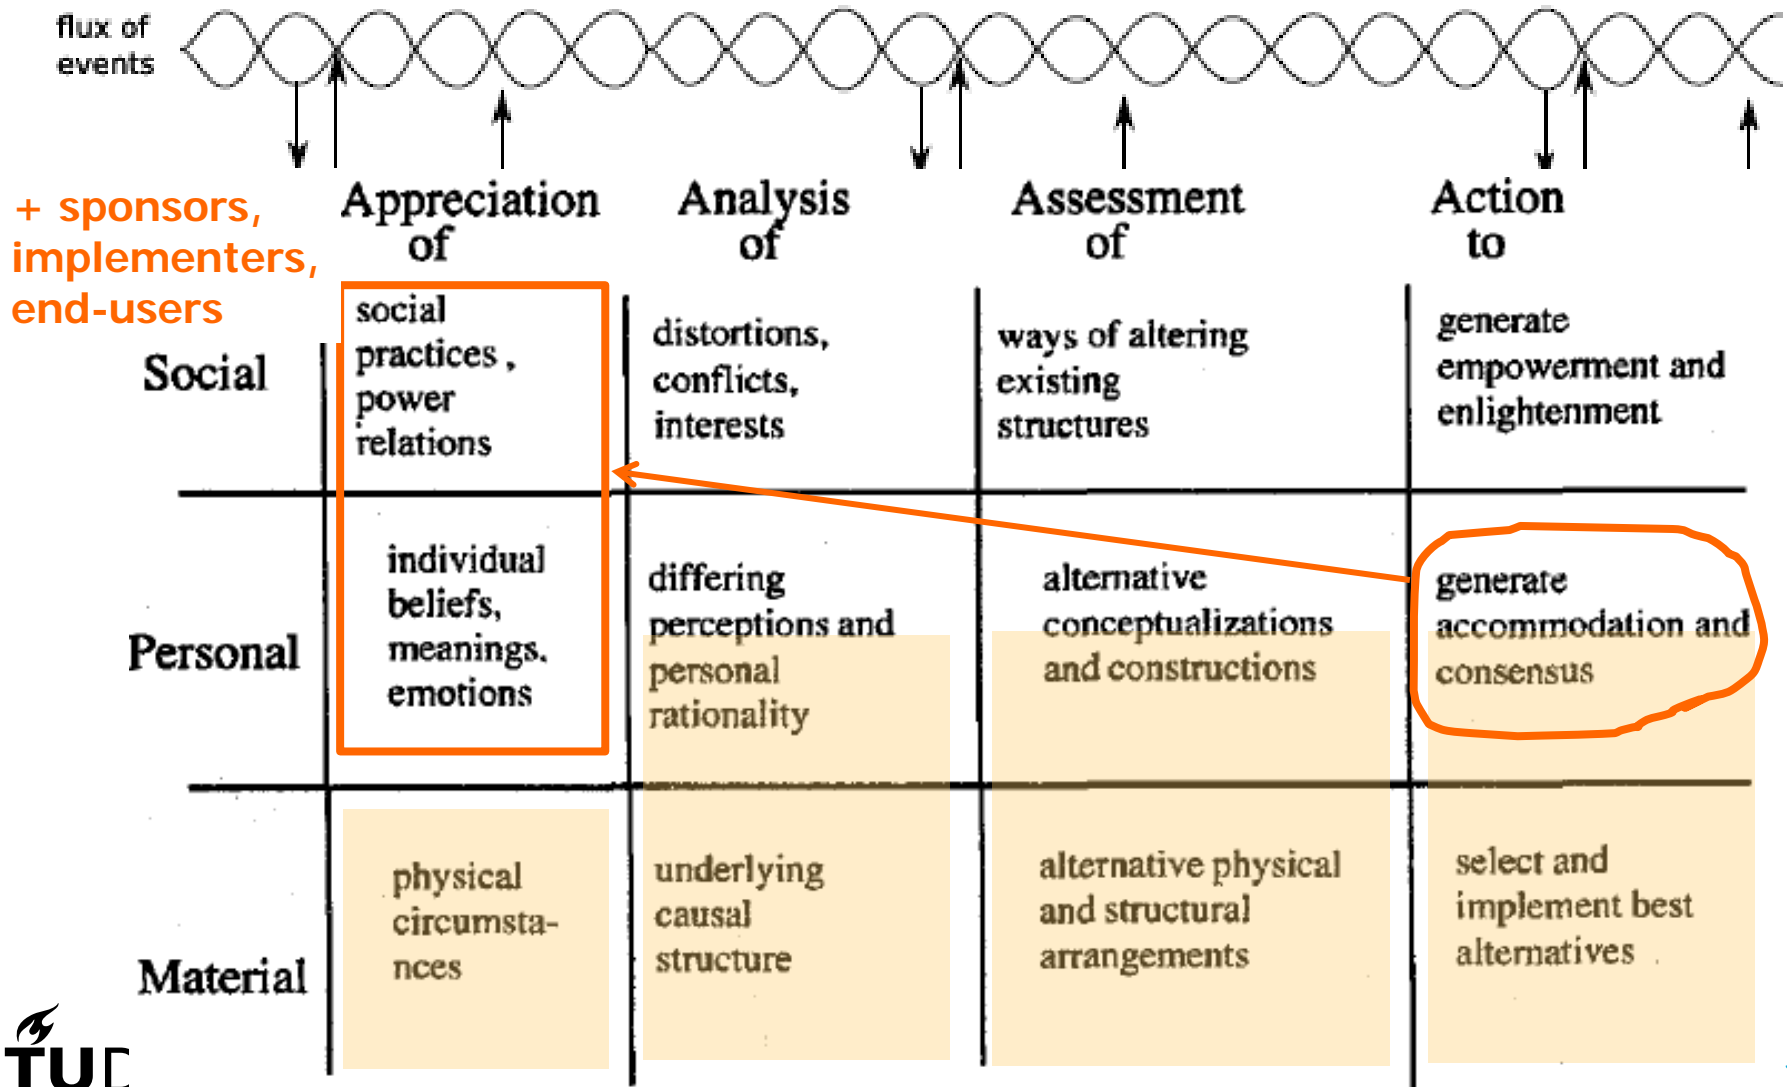 flux of
events
+ sponsors,
implementers,
end-users
Appreciation
of
Analysis
of
Assessment
of
Action
to
Social
social
practices ,
power
relations
distortions,
conflicts,
interests
ways of altering
existing
structures
generate
empowerment and
enlightenment
Personal
individual
beliefs,
meanings.
emotions
differing
perceptions and
personal
rationality
alternative
conceptualizations
and constructions
generate
accommodation and
consensus
Material
physical
circumsta-
nces
underlying
causal
structure
alternative physical
and structural
arrangements
select and
implement best
alternatives
TU